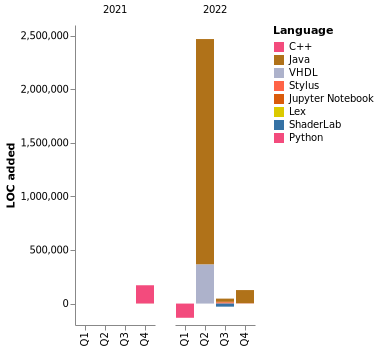 2021
2022
Language
C++
Java
VHDL
Stylus
Jupyter Notebook
Lex
ShaderLab
Python
LOC added
2,500,000
2,000,000
1,500,000
1,000,000
500,000
0
Q1
Q2
Q3
Q4
Q1
Q2
Q3
Q4